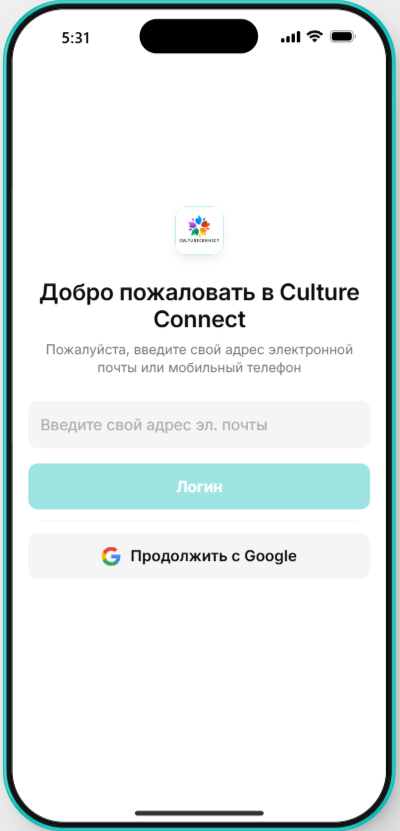 5:31
CULTURECONNECT
Добро пожаловать в Culture
Connect
Пожалуйста, введите свой адрес электронной
почты или мобильный телефон
Введите свой адрес эл. почты
Логин
Продолжить с Google